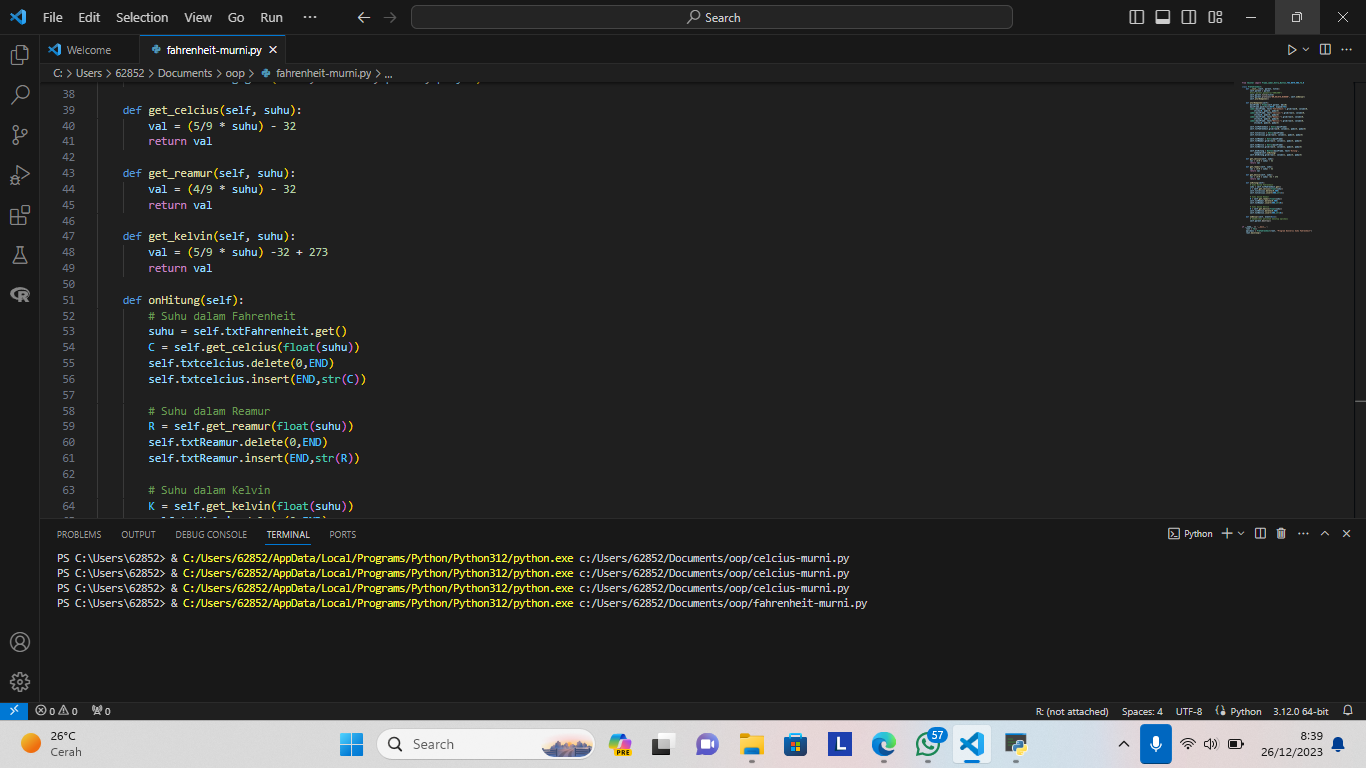 File Edit Selection View Go Run ··· Search
Welcome fahrenheit-murni.py
C: > Users > 62852 > Documents > oop > fahrenheit-murni.py > ...
38
39 def get_celcius(self, suhu):
40 val = (5/9 * suhu) - 32
41 return val
42
43 def get_reamur(self, suhu):
44 val = (4/9 * suhu) - 32
45 return val
46
47 def get_kelvin(self, suhu):
48 val = (5/9 * suhu) -32 + 273
49 return val
50
51 def onHitung(self):
52 # Suhu dalam Fahrenheit
53 suhu = self.txtFahrenheit.get()
54 C = self.get_celcius(float(suhu))
55 self.txtcelcius.delete(0,END)
56 self.txtcelcius.insert(END,str(C))
57
58 # Suhu dalam Reamur
59 R = self.get_reamur(float(suhu))
60 self.txtReamur.delete(0,END)
61 self.txtReamur.insert(END,str(R))
62
63 # Suhu dalam Kelvin
64 K = self.get_kelvin(float(suhu))
PROBLEMS OUTPUT DEBUG CONSOLE TERMINAL PORTS Python
PS C:\Users\62852> & C:/Users/62852/AppData/Local/Programs/Python/Python312/python.exe c:/Users/62852/Documents/oop/celcius-murni.py
PS C:\Users\62852> & C:/Users/62852/AppData/Local/Programs/Python/Python312/python.exe c:/Users/62852/Documents/oop/celcius-murni.py
PS C:\Users\62852> & C:/Users/62852/AppData/Local/Programs/Python/Python312/python.exe c:/Users/62852/Documents/oop/celcius-murni.py
PS C:\Users\62852> & C:/Users/62852/AppData/Local/Programs/Python/Python312/python.exe c:/Users/62852/Documents/oop/fahrenheit-murni.py
0 0 0 R: (not attached) Spaces: 4 UTF-8 Python 3.12.0 64-bit
26°C
Cerah
Search
PRE
L
57
8:39
26/12/2023